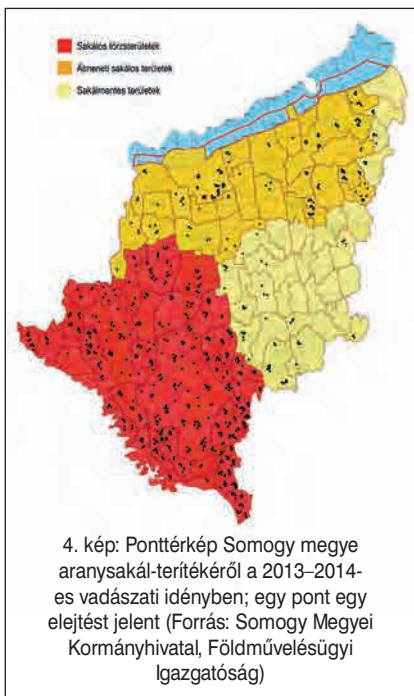 Sakálos törzsterületek
Átmeneti sakálos területek
Sakálmentes területek
4. kép: Ponttérkép Somogy megye
aranysakál-terítékéről a 2013–2014-
es vadászati idényben; egy pont egy
elejtést jelent (Forrás: Somogy Megyei
Kormányhivatal, Földművelésügyi
Igazgatóság)